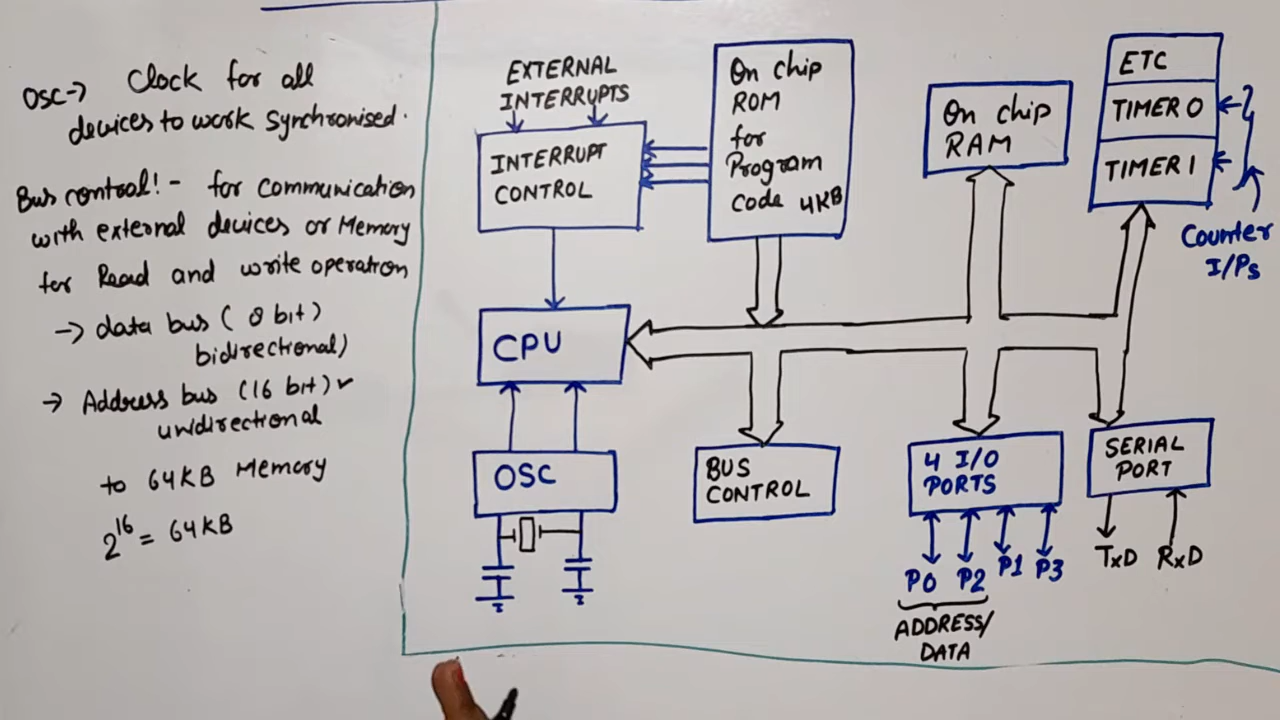 OSC→ Clock for all
devices to work synchronised.
Bus control!- for communication
with external devices or Memory
for Read and write operation
→ data bus (8 bit)
bidirectional)
→ Address bus (16 bit) ✓
unidirectional
to 64KB Memory
2^16 = 64KB
EXTERNAL
INTERRUPTS
INTERRUPT
CONTROL
On chip
ROM
for
Program
code 4KB
On chip
RAM
ETC
TIMER 0
TIMER 1
Counter
I/Ps
CPU
OSC
BUS
CONTROL
4 I/O
PORTS
SERIAL
PORT
P0 P2 P1 P3
TxD RxD
ADDRESS/
DATA